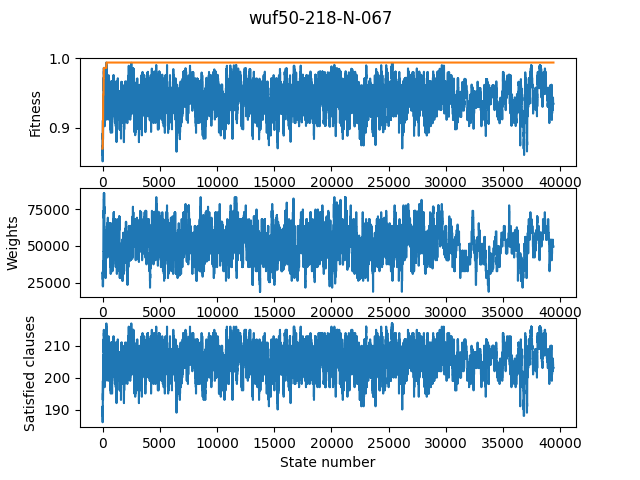 wuf50-218-N-067
1.0
0.9
Fitness
0 5000 10000 15000 20000 25000 30000 35000 40000
75000
50000
25000
Weights
0 5000 10000 15000 20000 25000 30000 35000 40000
210
200
190
Satisfied clauses
0 5000 10000 15000 20000 25000 30000 35000 40000
State number